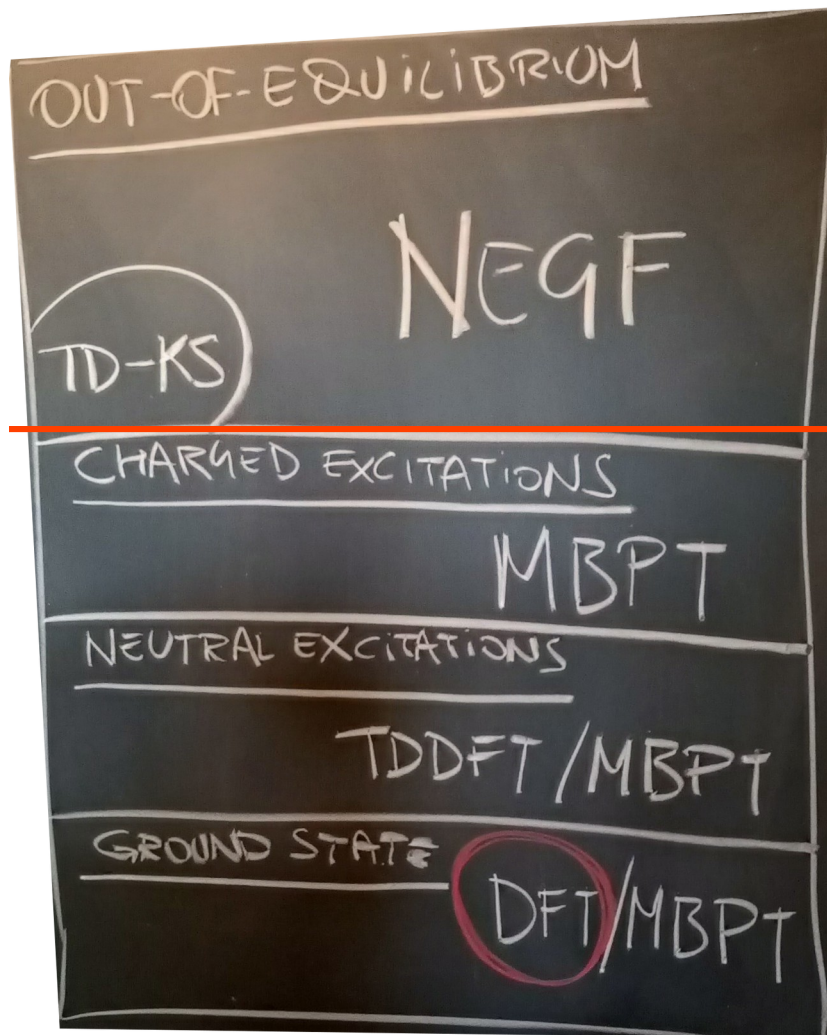 OUT-OF-EQUILIBRIUM
NEGF
TD-KS
CHARGED EXCITATIONS
MBPT
NEUTRAL EXCITATIONS
TDDFT/MBPT
GROUND STATE
DFT/MBPT